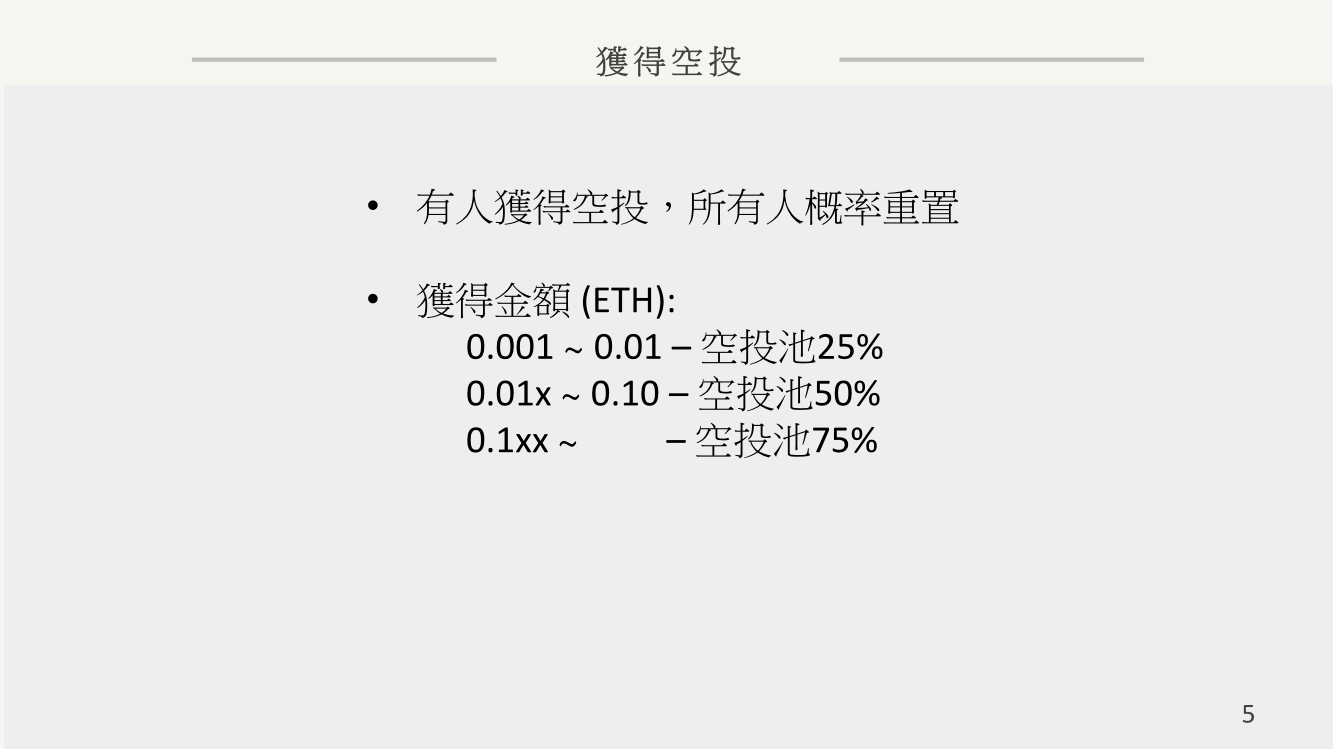 獲得空投
• 有人獲得空投，所有人概率重置
• 獲得金額 (ETH):
0.001 ~ 0.01 – 空投池25%
0.01x ~ 0.10 – 空投池50%
0.1xx ~ – 空投池75%
5